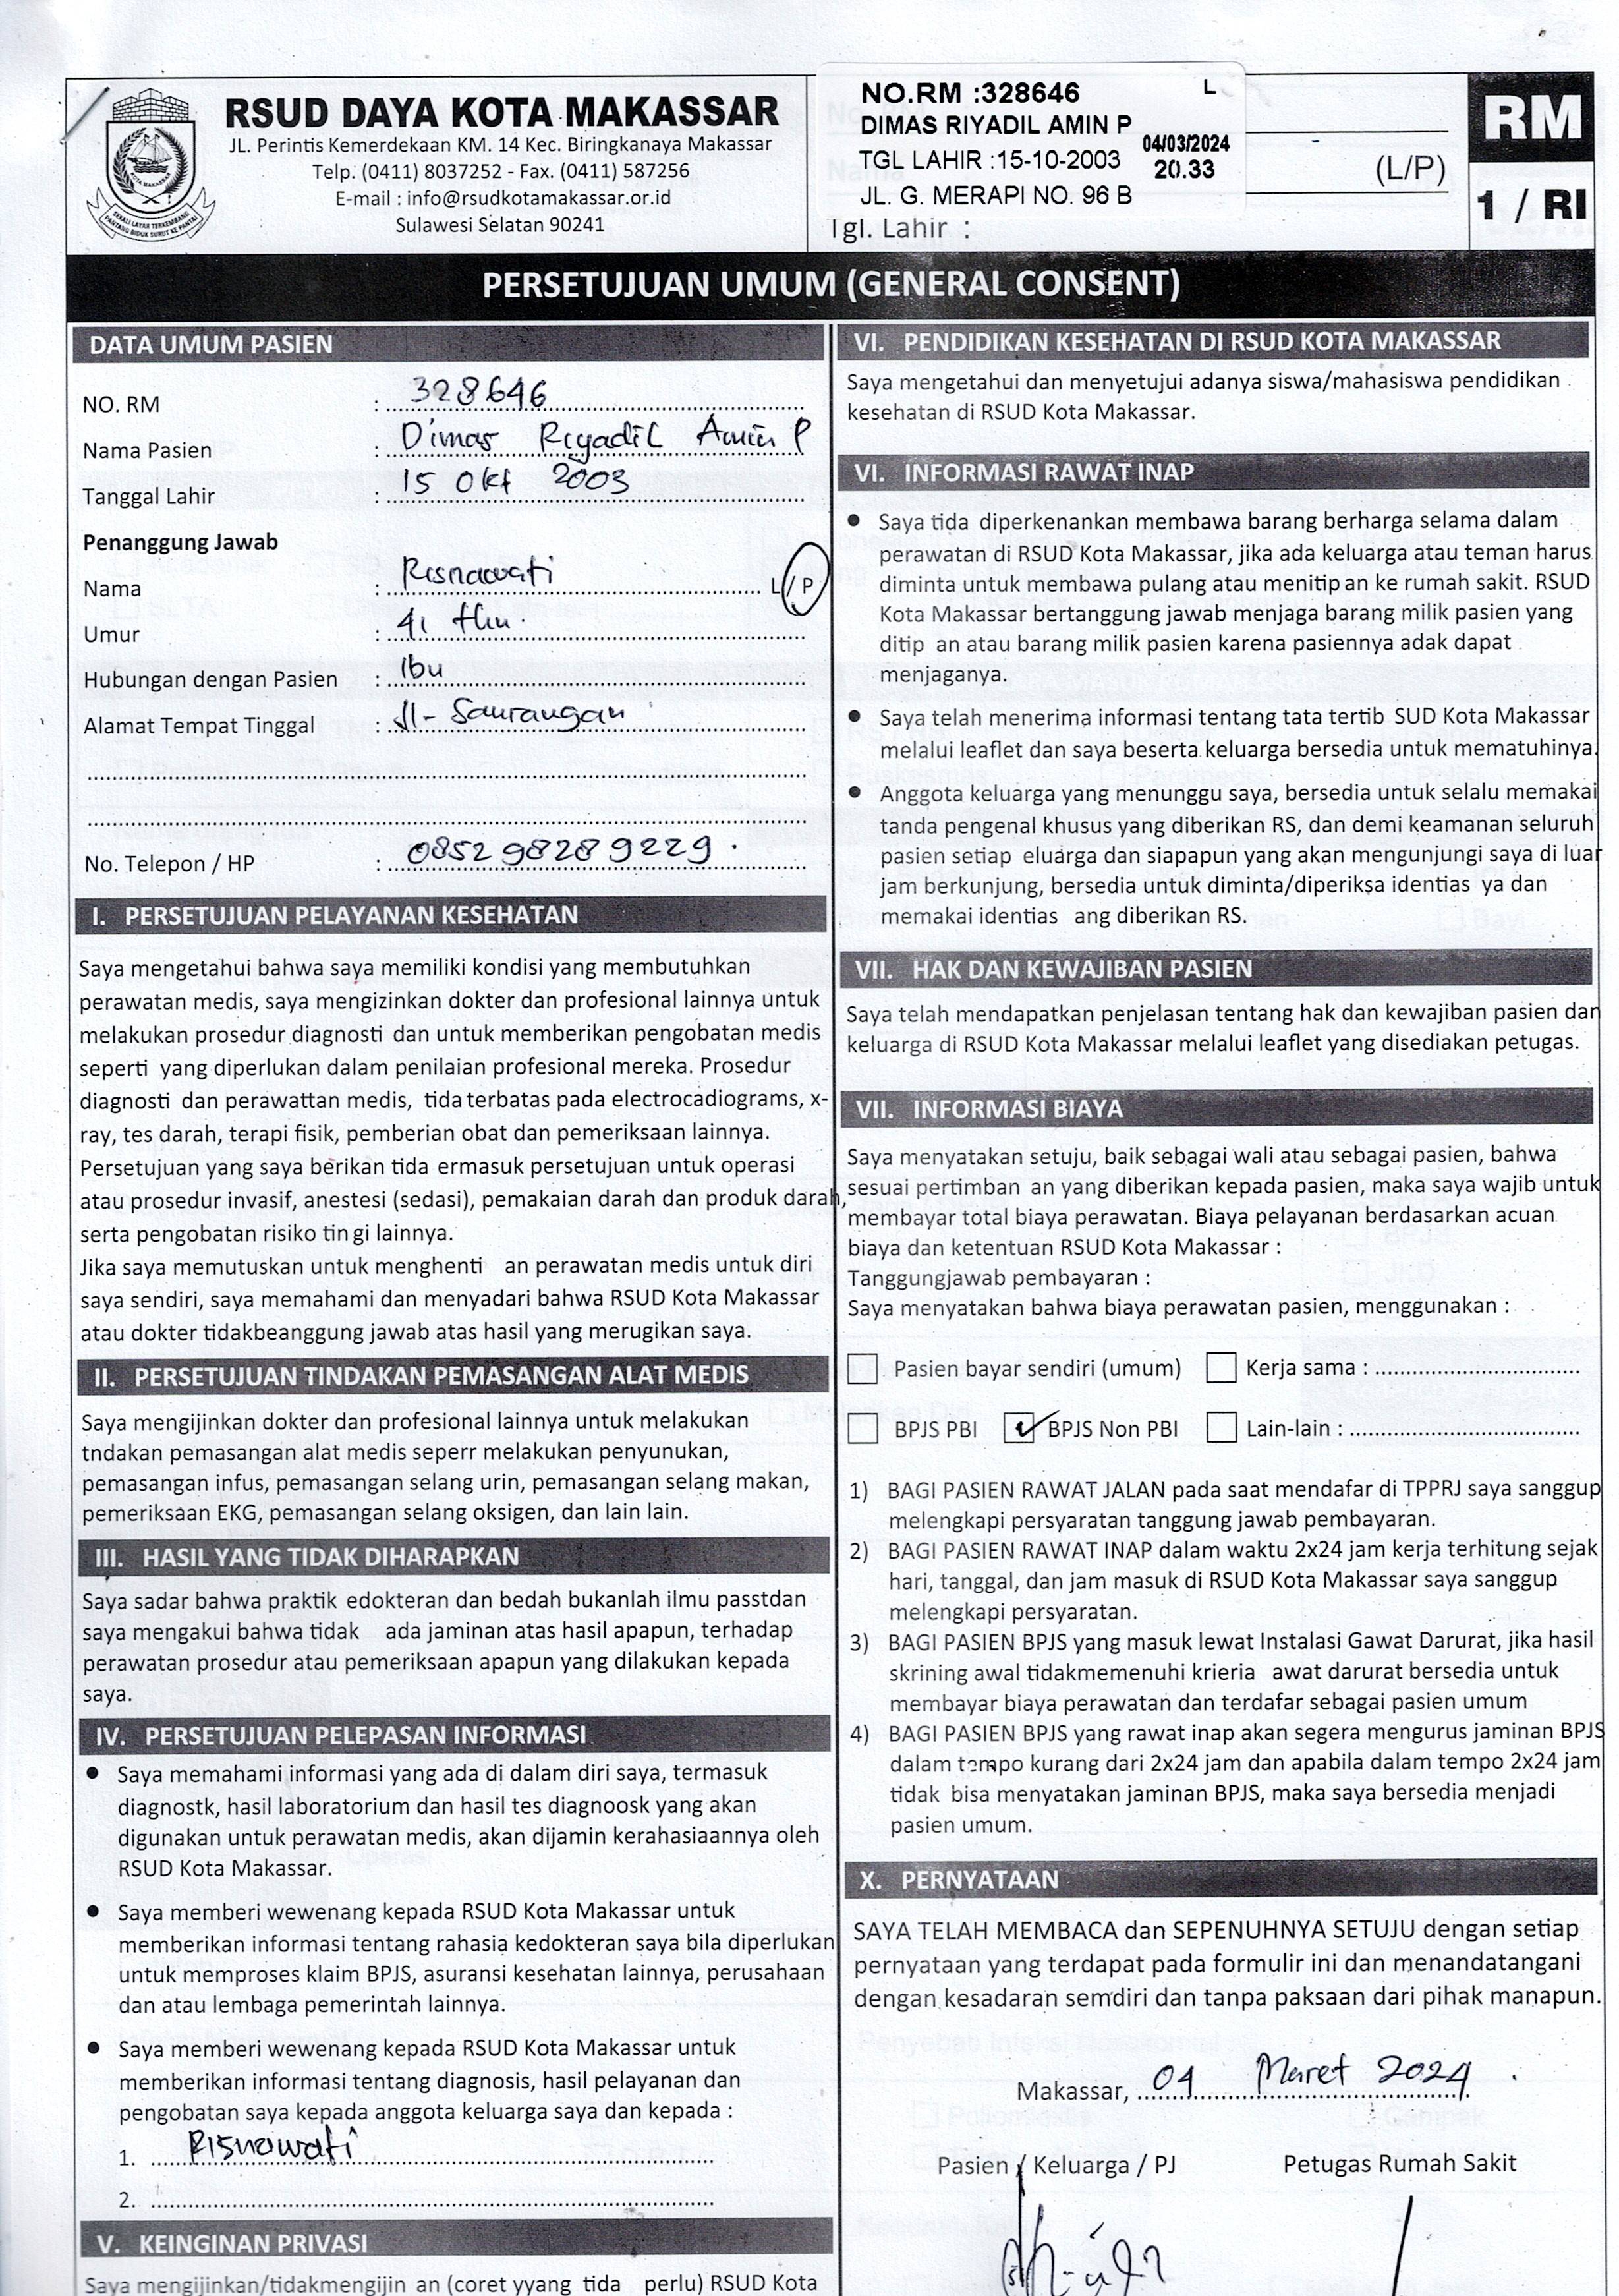 RSUD DAYA KOTA MAKASSAR
JL. Perintis Kemerdekaan KM. 14 Kec. Biringkanaya Makassar
Telp. (0411) 8037252 - Fax. (0411) 587256
E-mail : info@rsudkotamakassar.or.id
Sulawesi Selatan 90241
NO.RM :328646 L
DIMAS RIYADIL AMIN P
04/03/2024
TGL LAHIR :15-10-2003
20.33
JL. G. MERAPI NO. 96 B
(L/P)
Tgl. Lahir :
RM
1 / RI
PERSETUJUAN UMUM (GENERAL CONSENT)
DATA UMUM PASIEN
NO. RM : 328646
Nama Pasien : Dimas Riyadil Amin P
Tanggal Lahir : 15 Okt 2003
Penanggung Jawab
Nama : Risnawati L/P
Umur : 41 thn.
Hubungan dengan Pasien : Ibu
Alamat Tempat Tinggal : Jl-
No. Telepon / HP : 085298289229.
I. PERSETUJUAN PELAYANAN KESEHATAN
Saya mengetahui bahwa saya memiliki kondisi yang membutuhkan
perawatan medis, saya mengizinkan dokter dan profesional lainnya untuk
melakukan prosedur diagnosti dan untuk memberikan pengobatan medis
seperti yang diperlukan dalam penilaian profesional mereka. Prosedur
diagnosti dan perawattan medis, tida terbatas pada electrocadiograms, x-
ray, tes darah, terapi fisik, pemberian obat dan pemeriksaan lainnya.
Persetujuan yang saya berikan tida ermasuk persetujuan untuk operasi
atau prosedur invasif, anestesi (sedasi), pemakaian darah dan produk darah,
serta pengobatan risiko tin gi lainnya.
Jika saya memutuskan untuk menghenti an perawatan medis untuk diri
saya sendiri, saya memahami dan menyadari bahwa RSUD Kota Makassar
atau dokter tidakbeanggung jawab atas hasil yang merugikan saya.
II. PERSETUJUAN TINDAKAN PEMASANGAN ALAT MEDIS
Saya mengijinkan dokter dan profesional lainnya untuk melakukan
tndakan pemasangan alat medis seperr melakukan penyunukan,
pemasangan infus, pemasangan selang urin, pemasangan selang makan,
pemeriksaan EKG, pemasangan selang oksigen, dan lain lain.
III. HASIL YANG TIDAK DIHARAPKAN
Saya sadar bahwa praktik edokteran dan bedah bukanlah ilmu passtdan
saya mengakui bahwa tidak ada jaminan atas hasil apapun, terhadap
perawatan prosedur atau pemeriksaan apapun yang dilakukan kepada
saya.
IV. PERSETUJUAN PELEPASAN INFORMASI
● Saya memahami informasi yang ada di dalam diri saya, termasuk
diagnostk, hasil laboratorium dan hasil tes diagnoosk yang akan
digunakan untuk perawatan medis, akan dijamin kerahasiaannya oleh
RSUD Kota Makassar.
● Saya memberi wewenang kepada RSUD Kota Makassar untuk
memberikan informasi tentang rahasia kedokteran saya bila diperlukan
untuk memproses klaim BPJS, asuransi kesehatan lainnya, perusahaan
dan atau lembaga pemerintah lainnya.
● Saya memberi wewenang kepada RSUD Kota Makassar untuk
memberikan informasi tentang diagnosis, hasil pelayanan dan
pengobatan saya kepada anggota keluarga saya dan kepada :
1. Risnawati
2.
V. KEINGINAN PRIVASI
Saya mengijinkan/tidakmengijin an (coret yyang tida perlu) RSUD Kota
VI. PENDIDIKAN KESEHATAN DI RSUD KOTA MAKASSAR
Saya mengetahui dan menyetujui adanya siswa/mahasiswa pendidikan
kesehatan di RSUD Kota Makassar.
VI. INFORMASI RAWAT INAP
● Saya tida diperkenankan membawa barang berharga selama dalam
perawatan di RSUD Kota Makassar, jika ada keluarga atau teman harus
diminta untuk membawa pulang atau menitip an ke rumah sakit. RSUD
Kota Makassar bertanggung jawab menjaga barang milik pasien yang
ditip an atau barang milik pasien karena pasiennya adak dapat
menjaganya.
● Saya telah menerima informasi tentang tata tertib SUD Kota Makassar
melalui leaflet dan saya beserta keluarga bersedia untuk mematuhinya.
● Anggota keluarga yang menunggu saya, bersedia untuk selalu memakai
tanda pengenal khusus yang diberikan RS, dan demi keamanan seluruh
pasien setiap eluarga dan siapapun yang akan mengunjungi saya di luar
jam berkunjung, bersedia untuk diminta/diperiksa identias ya dan
memakai identias ang diberikan RS.
VII. HAK DAN KEWAJIBAN PASIEN
Saya telah mendapatkan penjelasan tentang hak dan kewajiban pasien dan
keluarga di RSUD Kota Makassar melalui leaflet yang disediakan petugas.
VII. INFORMASI BIAYA
Saya menyatakan setuju, baik sebagai wali atau sebagai pasien, bahwa
sesuai pertimban an yang diberikan kepada pasien, maka saya wajib untuk
membayar total biaya perawatan. Biaya pelayanan berdasarkan acuan
biaya dan ketentuan RSUD Kota Makassar :
Tanggungjawab pembayaran :
Saya menyatakan bahwa biaya perawatan pasien, menggunakan :
☐ Pasien bayar sendiri (umum) ☐ Kerja sama :
☐ BPJS PBI ☑ BPJS Non PBI ☐ Lain-lain :
1) BAGI PASIEN RAWAT JALAN pada saat mendafar di TPPRJ saya sanggup
melengkapi persyaratan tanggung jawab pembayaran.
2) BAGI PASIEN RAWAT INAP dalam waktu 2x24 jam kerja terhitung sejak
hari, tanggal, dan jam masuk di RSUD Kota Makassar saya sanggup
melengkapi persyaratan.
3) BAGI PASIEN BPJS yang masuk lewat Instalasi Gawat Darurat, jika hasil
skrining awal tidakmemenuhi krieria awat darurat bersedia untuk
membayar biaya perawatan dan terdafar sebagai pasien umum
4) BAGI PASIEN BPJS yang rawat inap akan segera mengurus jaminan BPJS
dalam tempo kurang dari 2x24 jam dan apabila dalam tempo 2x24 jam
tidak bisa menyatakan jaminan BPJS, maka saya bersedia menjadi
pasien umum.
X. PERNYATAAN
SAYA TELAH MEMBACA dan SEPENUHNYA SETUJU dengan setiap
pernyataan yang terdapat pada formulir ini dan menandatangani
dengan kesadaran semdiri dan tanpa paksaan dari pihak manapun.
Makassar, 04 Maret 2024
Pasien / Keluarga / PJ Petugas Rumah Sakit